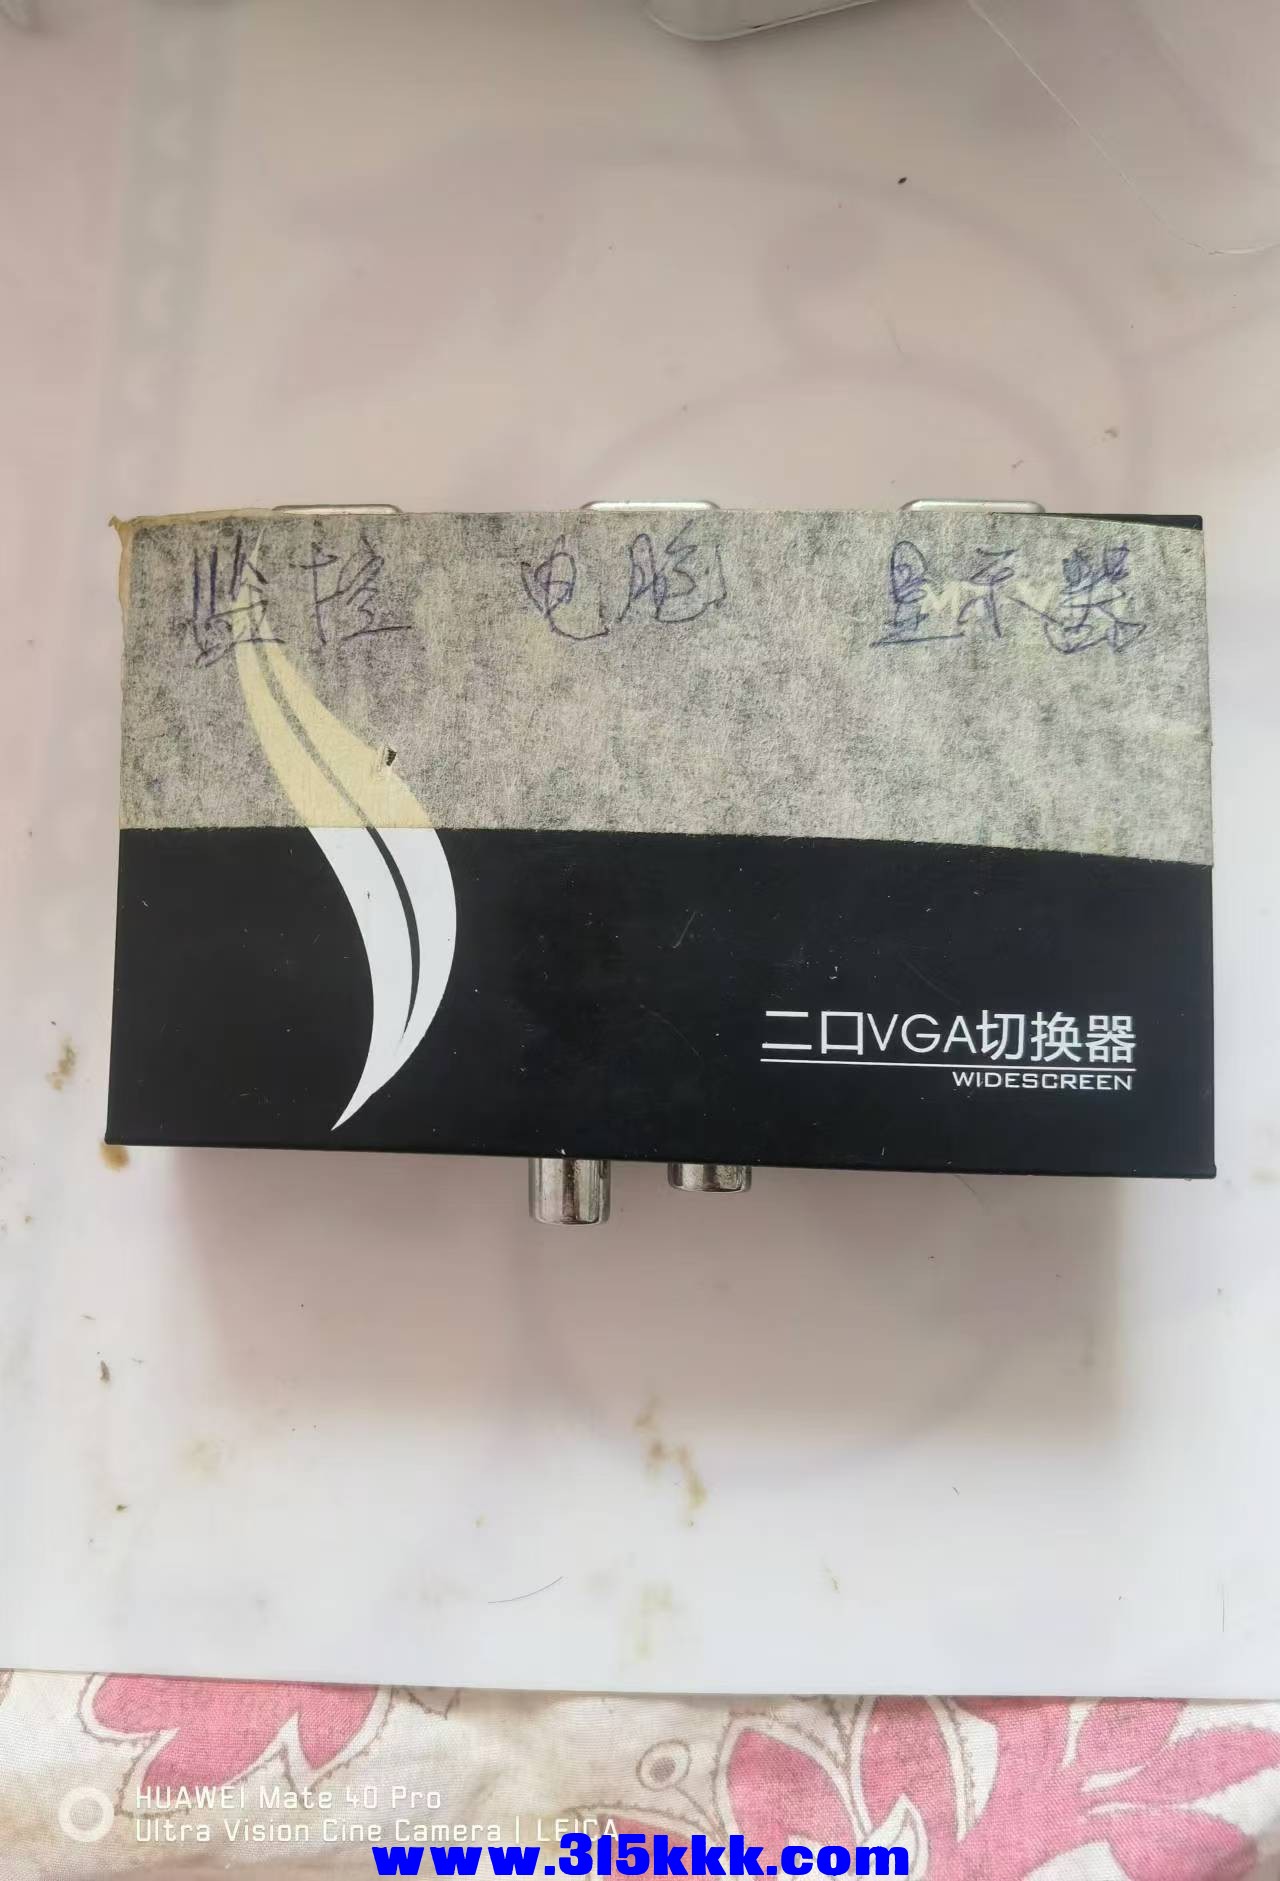 监控 电脑 显示器
二口VGA切换器
WIDESCREEN
HUAWEI Mate 40 Pro
Ultra Vision Cine Camera | LEICA
www.315kkk.com